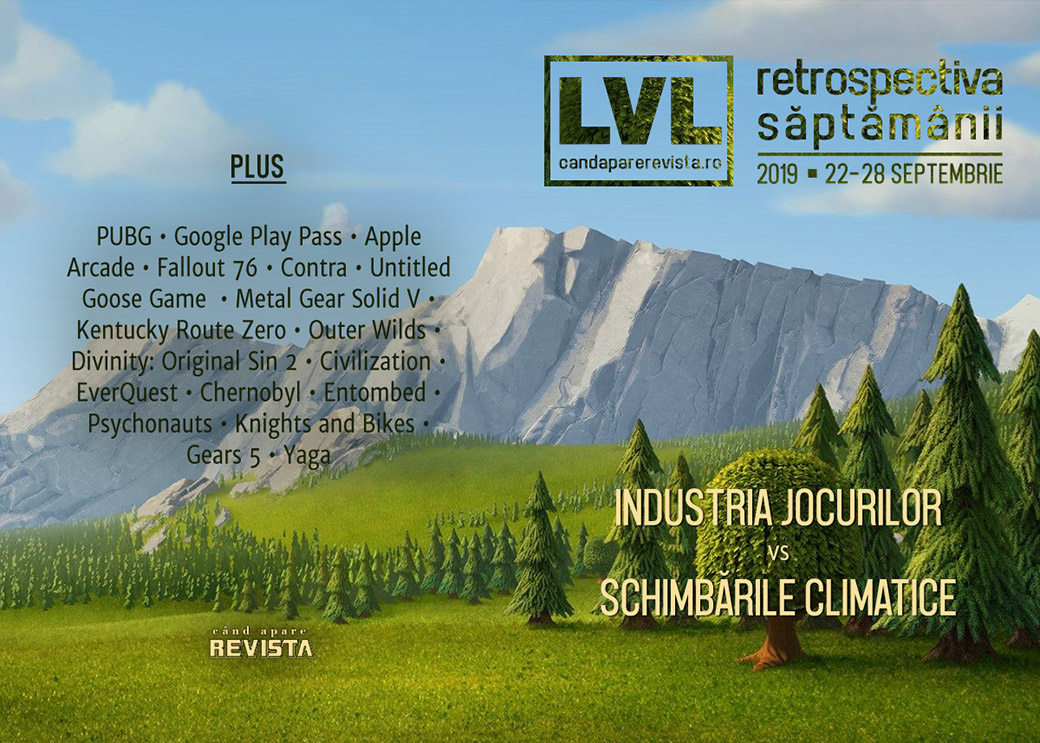 LVL
candaparerevista.ro
retrospectiva
săptămânii
2019 ▪ 22-28 SEPTEMBRIE
PLUS
PUBG • Google Play Pass • Apple
Arcade • Fallout 76 • Contra • Untitled
Goose Game • Metal Gear Solid V •
Kentucky Route Zero • Outer Wilds •
Divinity: Original Sin 2 • Civilization •
EverQuest • Chernobyl • Entombed •
Psychonauts • Knights and Bikes •
Gears 5 • Yaga
INDUSTRIA JOCURILOR
VS
SCHIMBĂRILE CLIMATICE
când apare
REVISTA